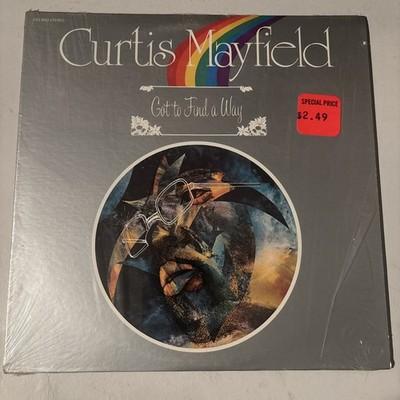 Curtis Mayfield
Got to Find a Way
SPECIAL PRICE
$2.49